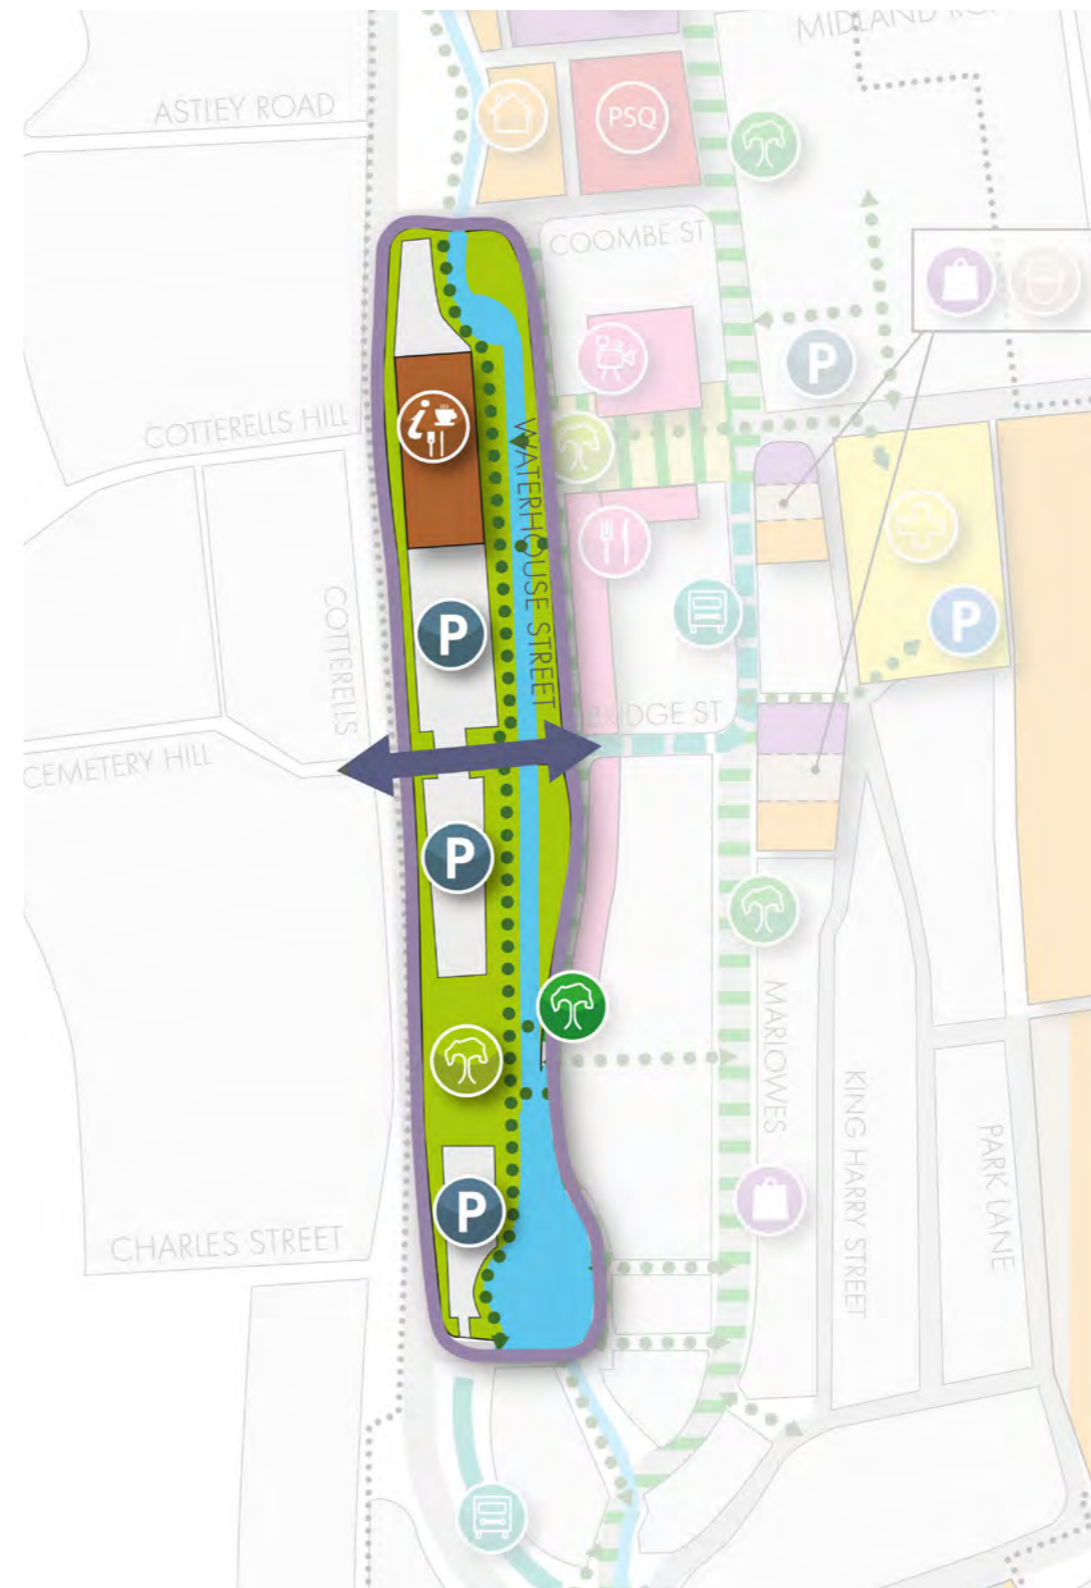 MIDLAND RO
ASTLEY ROAD
PSQ
COOMBE ST
P
COTTERELLS HILL
i
WATERHOUSE STREET
COTTERELLS
P
P
BRIDGE ST
CEMETERY HILL
P
MARLOWES
KING HARRY STREET
PARK LANE
P
CHARLES STREET